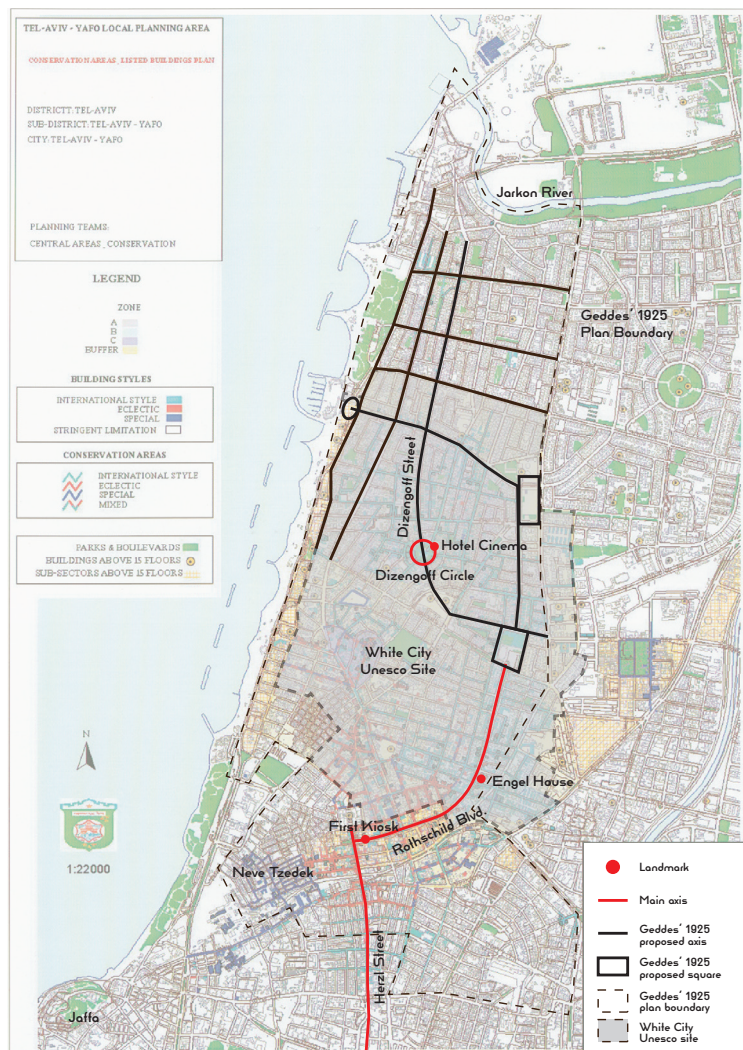 TEL-AVIV - YAFO LOCAL PLANNING AREA
CONSERVATION AREAS, LISTED BUILDINGS PLAN
DISTRICTT: TEL-AVIV
SUB-DISTRICT: TEL-AVIV - YAFO
CITY: TEL-AVIV - YAFO
PLANNING TEAMS:
CENTRAL AREAS, CONSERVATION
LEGEND
ZONE
A
B
C
BUFFER
BUILDING STYLES
INTERNATIONAL STYLE
ECLECTIC
SPECIAL
STRINGENT LIMITATION
CONSERVATION AREAS
INTERNATIONAL STYLE
ECLECTIC
SPECIAL
MIXED
PARKS & BOULEVARDS
BUILDINGS ABOVE 15 FLOORS
SUB-SECTORS ABOVE 15 FLOORS
N
1:22000
Jarkon River
Geddes' 1925
Plan Boundary
Dizengoff Street
Hotel Cinema
Dizengoff Circle
White City
Unesco Site
Engel House
First Kiosk
Rothschild Blvd.
Neve Tzedek
Herzl Street
Jaffa
Landmark
Main axis
Geddes' 1925
proposed axis
Geddes' 1925
proposed square
Geddes' 1925
plan boundary
White City
Unesco site